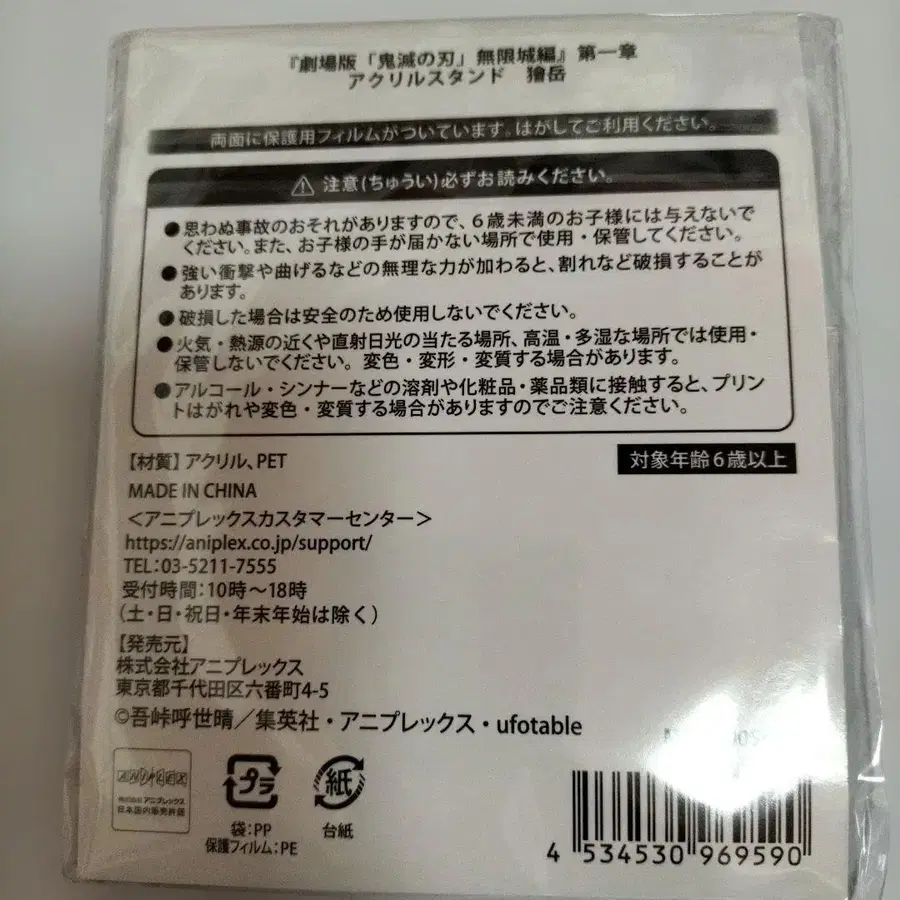 『劇場版「鬼滅の刃」無限城編』第一章
アクリルスタンド　獪岳
両面に保護用フィルムがついています。はがしてご利用ください。
注意(ちゅうい)必ずお読みください。
●思わぬ事故のおそれがありますので、6歳未満のお子様には与えないで
ください。また、お子様の手が届かない場所で使用・保管してください。
●強い衝撃や曲げるなどの無理な力が加わると、割れなど破損することが
あります。
●破損した場合は安全のため使用しないでください。
●火気・熱源の近くや直射日光の当たる場所、高温・多湿な場所では使用・
保管しないでください。変色・変形・変質する場合があります。
●アルコール・シンナーなどの溶剤や化粧品・薬品類に接触すると、プリン
トはがれや変色・変質する場合がありますのでご注意ください。
【材質】アクリル、PET
対象年齢6歳以上
MADE IN CHINA
＜アニプレックスカスタマーセンター＞
https://aniplex.co.jp/support/
TEL:03-5211-7555
受付時間:10時～18時
(土・日・祝日・年末年始は除く)
【発売元】
株式会社アニプレックス
東京都千代田区六番町4-5
©吾峠呼世晴／集英社・アニプレックス・ufotable
ANIPLEX
株式会社アニプレックス
日本国内販売許諾
プラ
袋:PP
保護フィルム:PE
紙
台紙
4 534530 969590